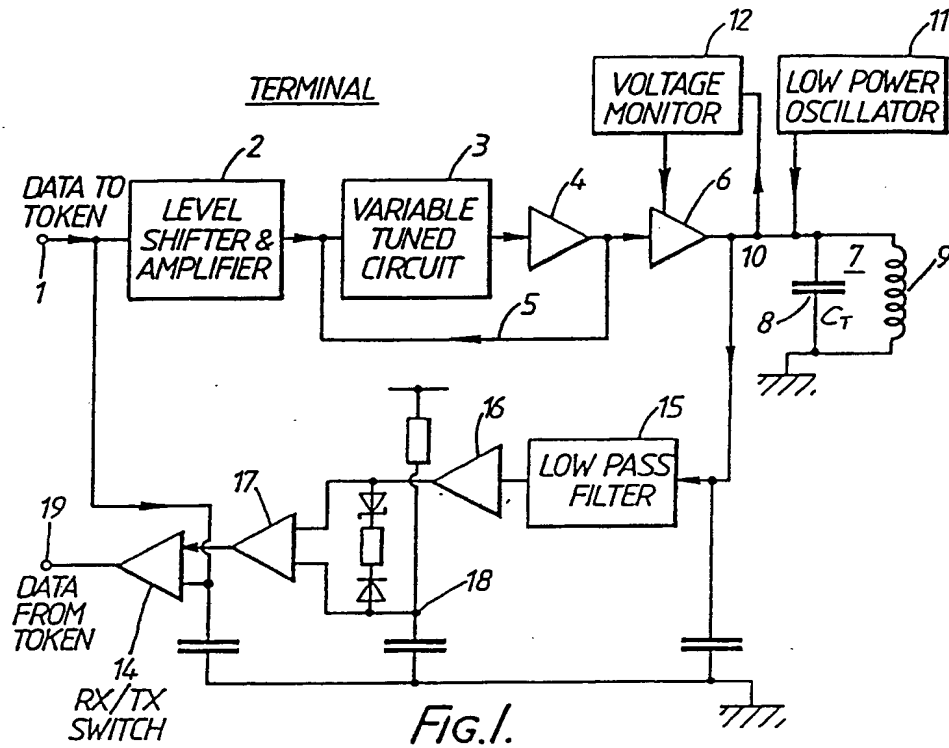 12
11
TERMINAL
VOLTAGE
MONITOR
LOW POWER
OSCILLATOR
2
3
4
6
DATA TO
TOKEN
1
LEVEL
SHIFTER &
AMPLIFIER
VARIABLE
TUNED
CIRCUIT
10
7
9
5
8
CT
16
15
LOW PASS
FILTER
17
19
18
DATA
FROM
TOKEN
14
RX/TX
SWITCH
FIG.1.